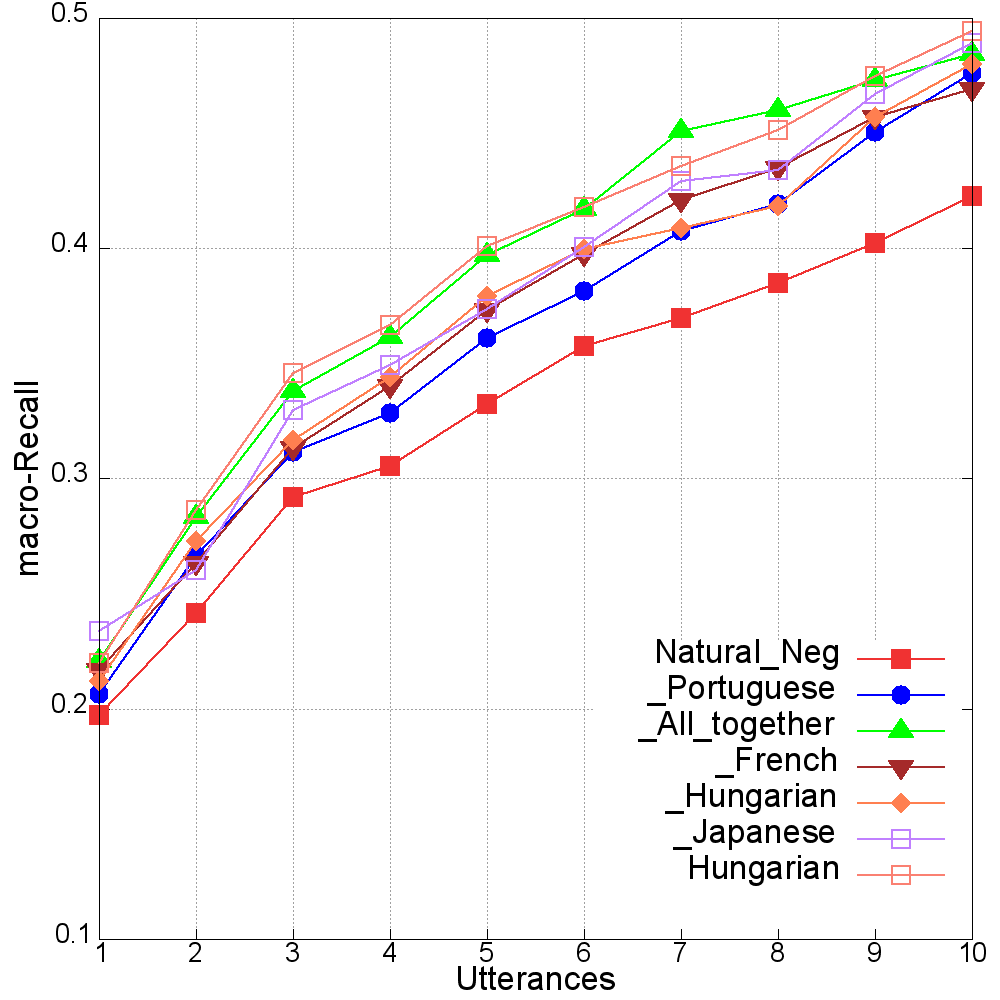 0.5
0.4
0.3
0.2
0.1
macro-Recall
Natural_Neg
_Portuguese
_All_together
_French
_Hungarian
_Japanese
Hungarian
1 2 3 4 5 6 7 8 9 10
Utterances